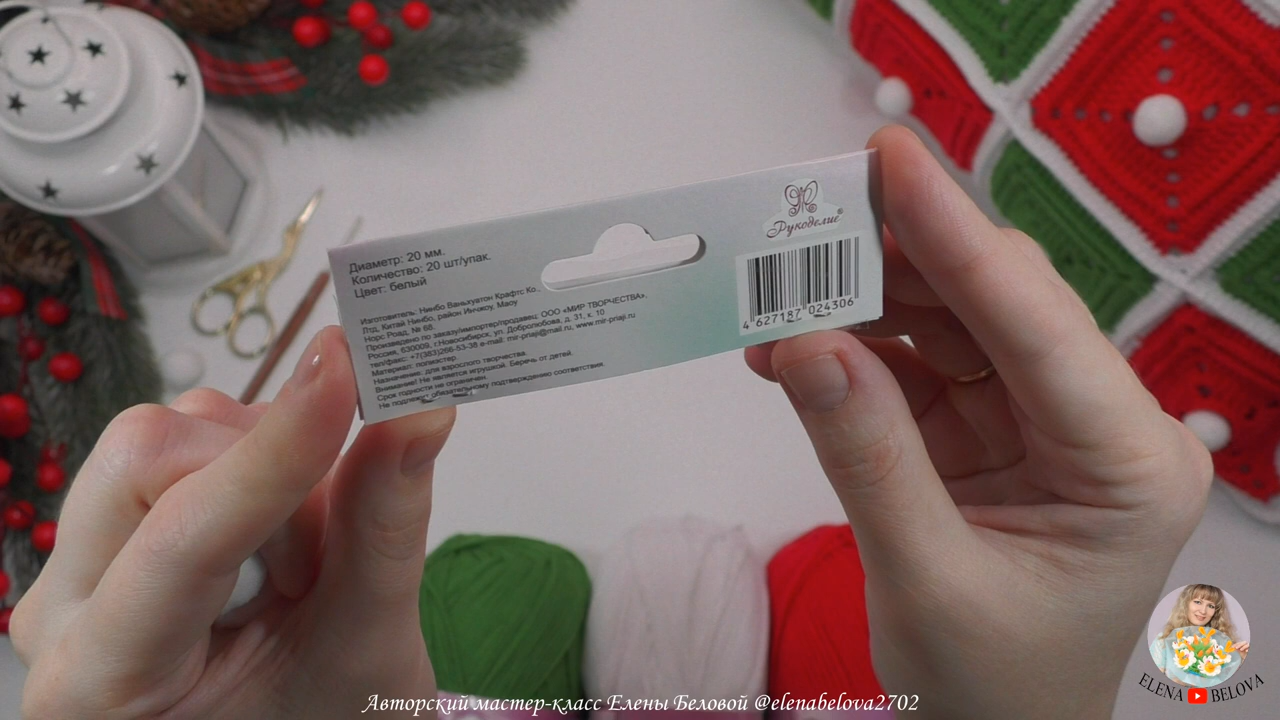 Диаметр: 20 мм.
Количество: 20 шт/упак.
Цвет: белый
Изготовитель: Нинбо Ваньхуатон Крафтс Ко.,
Лтд, Китай Нинбо, район Инчжоу, Маоу
Норс Роад, № 68.
Произведено по заказу/импортер/продавец: ООО «МИР ТВОРЧЕСТВА»,
Россия, 630009, г.Новосибирск, ул. Добролюбова, д. 31, к. 10
тел/факс: +7(383)266-53-38 e-mail: mir-priaji@mail.ru, www.mir-priaji.ru
Материал: полиэстер
Назначение: для взрослого творчества.
Внимание! Не является игрушкой. Беречь от детей.
Срок годности не ограничен.
Не подлежит обязательному подтверждению соответствия.
Рукоделие®
4 627187 024306
ELENA BELOVA
Авторский мастер-класс Елены Беловой @elenabelova2702